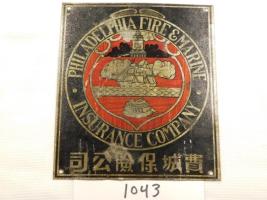 PHILADELPHIA FIRE & MARINE
INSURANCE COMPANY
費城保險公司
1043